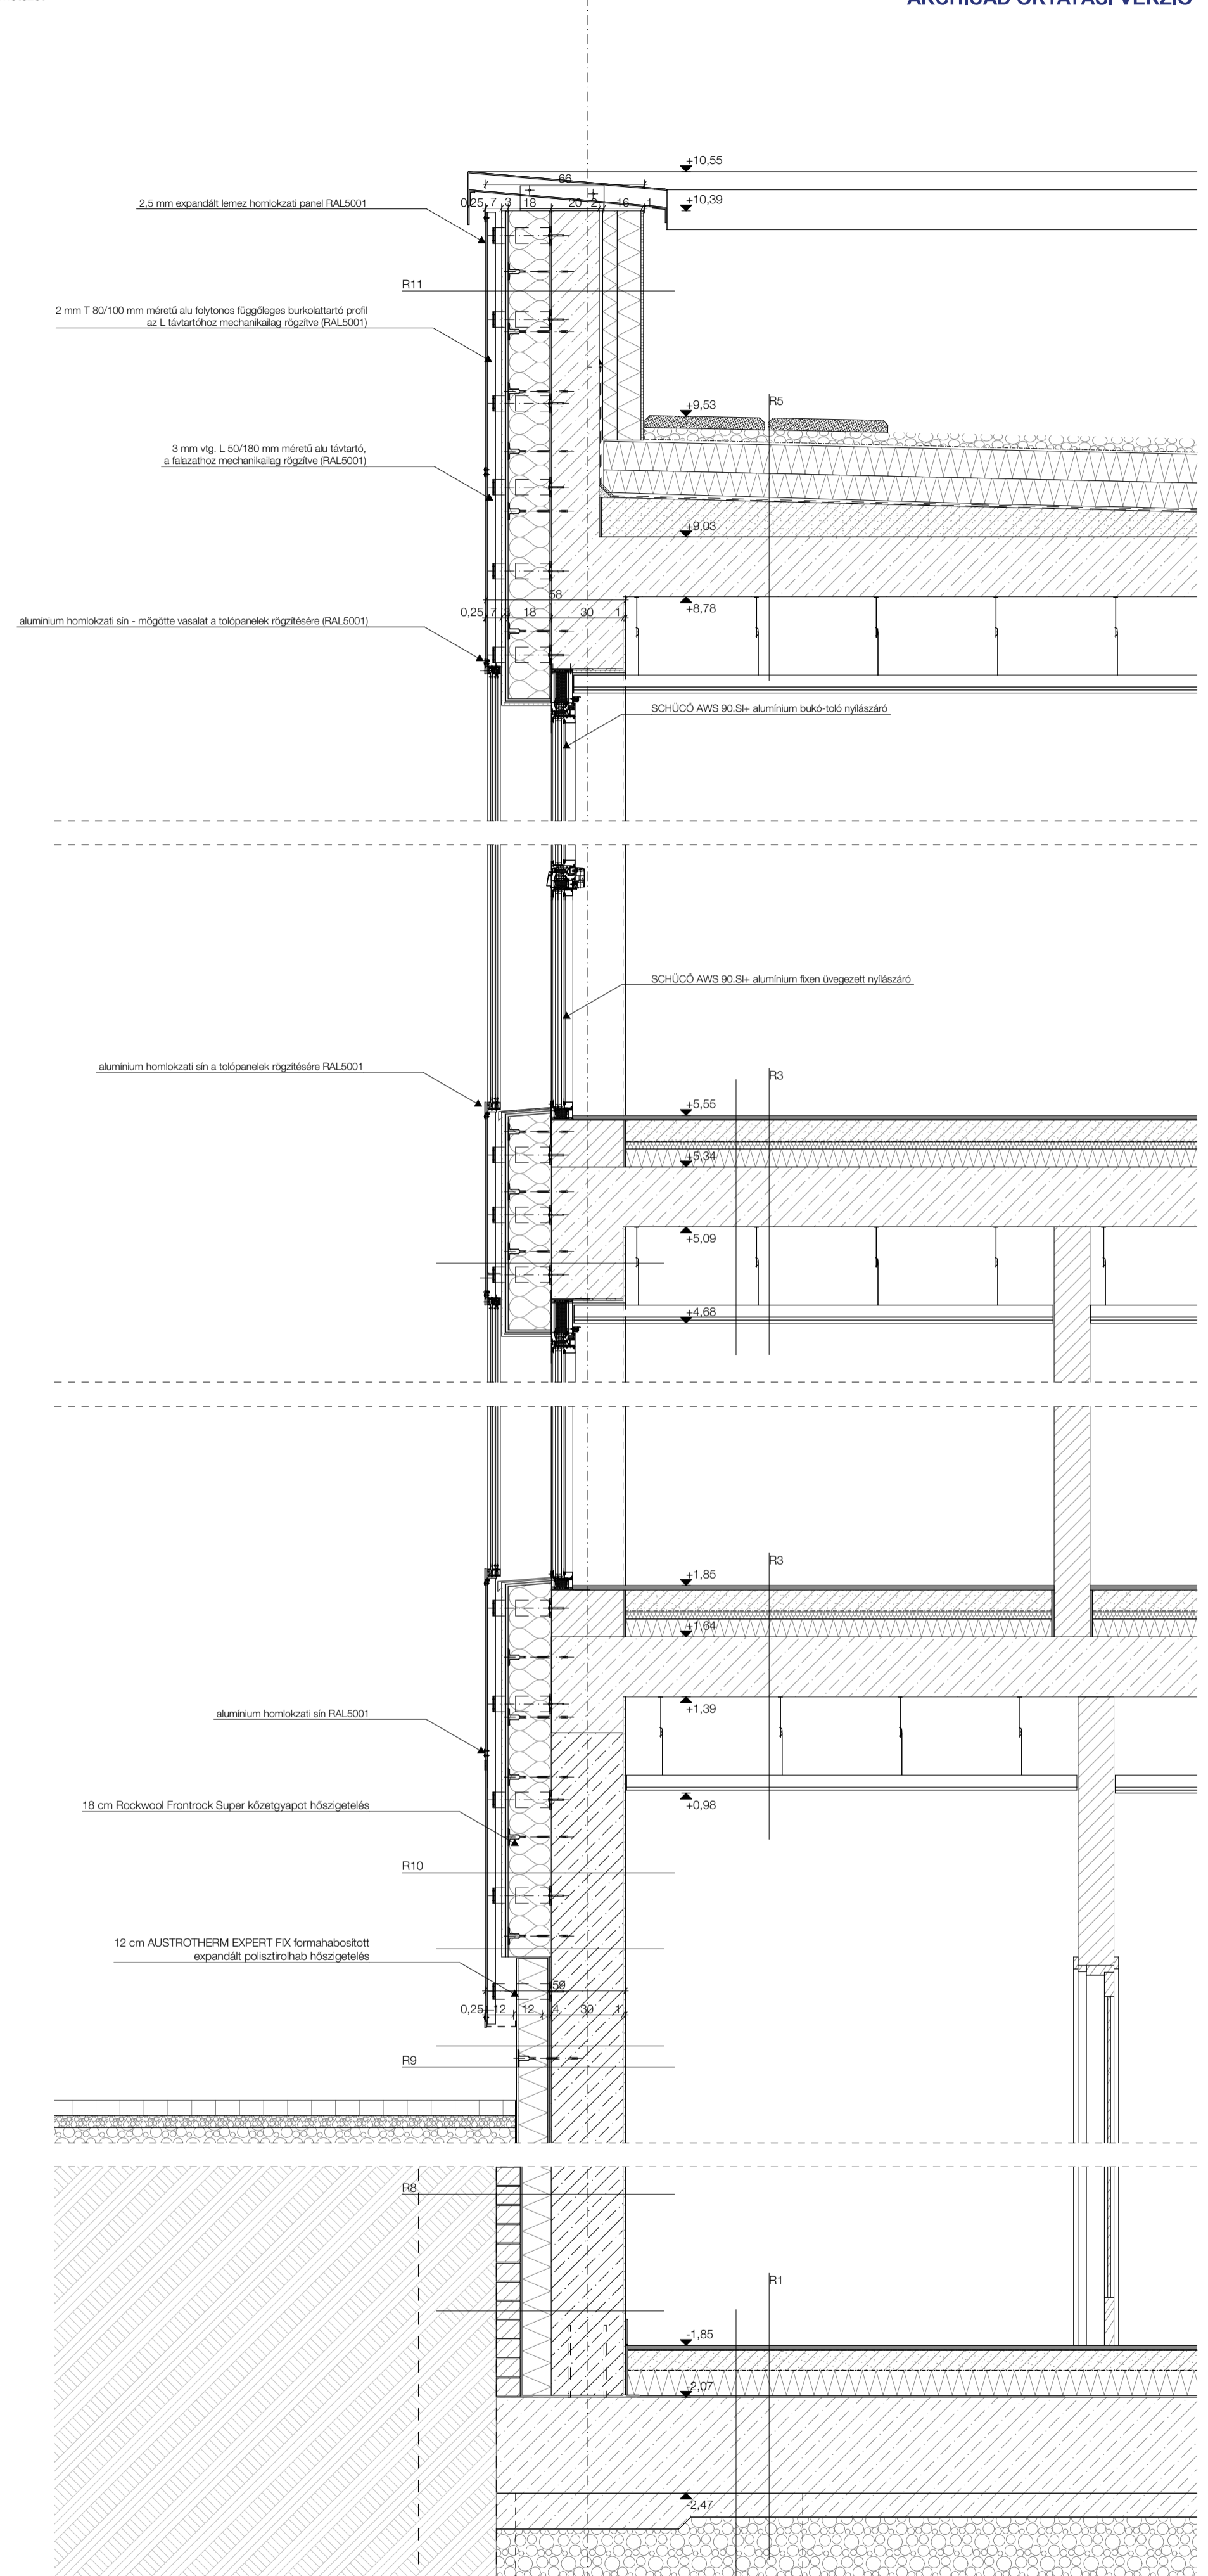 ARCHICAD OKTATÁSI VERZIÓ
+10,55
66
2,5 mm expandált lemez homlokzati panel RAL5001
0,25 7 3 18 20 2 16 1
+10,39
R11
2 mm T 80/100 mm méretű alu folytonos függőleges burkolattartó profil
az L távtartóhoz mechanikailag rögzítve (RAL5001)
+9,53
R5
3 mm vtg. L 50/180 mm méretű alu távtartó,
a falazathoz mechanikailag rögzítve (RAL5001)
+9,03
58
+8,78
0,25 7 3 18 30 1
alumínium homlokzati sín - mögötte vasalat a tolópanelek rögzítésére (RAL5001)
SCHÜCO AWS 90.SI+ alumínium bukó-toló nyílászáró
SCHÜCO AWS 90.SI+ alumínium fixen üvegezett nyílászáró
alumínium homlokzati sín a tolópanelek rögzítésére RAL5001
R3
+5,55
+5,34
+5,09
+4,68
R3
+1,85
+1,64
+1,39
alumínium homlokzati sín RAL5001
18 cm Rockwool Frontrock Super kőzetgyapot hőszigetelés
+0,98
R10
12 cm AUSTROTHERM EXPERT FIX formahabosított
expandált polisztirolhab hőszigetelés
59
0,25 12 12 4 30 1
R9
R8
R1
-1,85
-2,07
-2,47